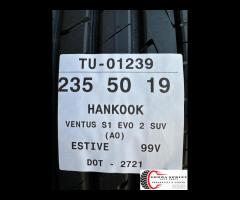 TU-01239
235 50 19
HANKOOK
VENTUS S1 EVO 2 SUV
(AO)
ESTIVE 99V
DOT - 2721